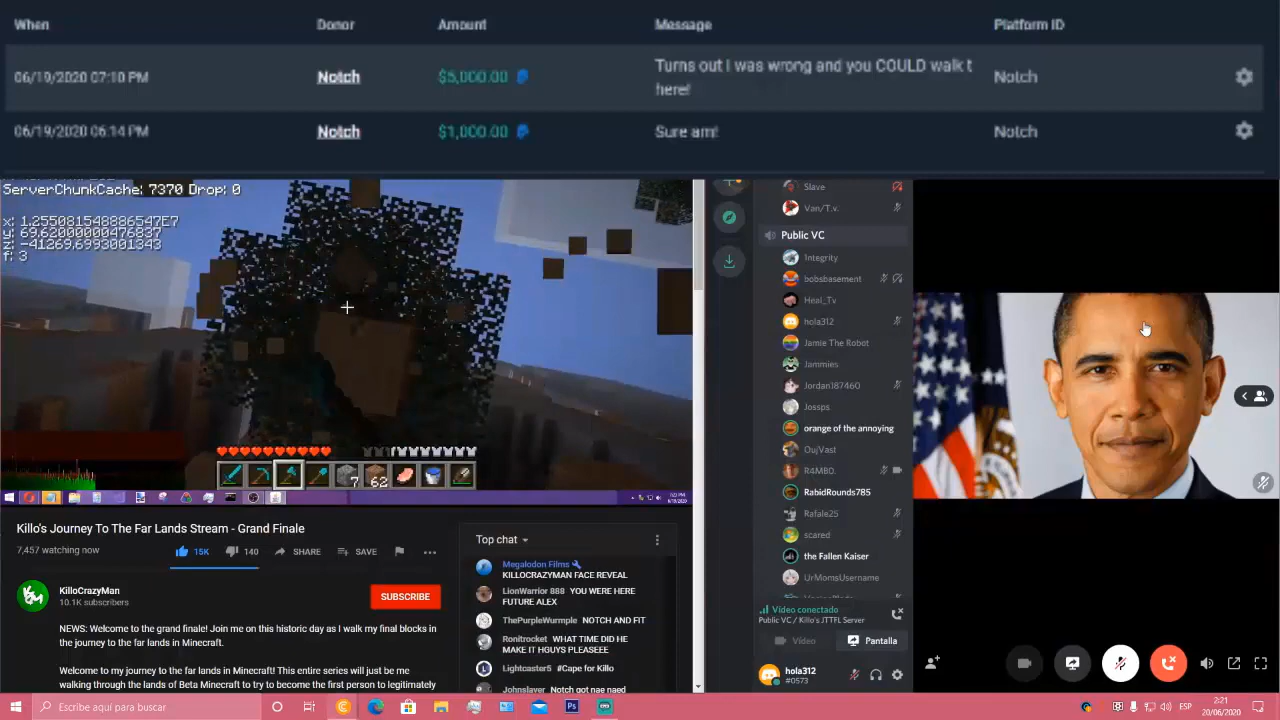 When Donor Amount Message Platform ID
06/19/2020 07:10 PM Notch $5,000.00 Turns out I was wrong and you COULD walk t Notch
here!
06/19/2020 06:14 PM Notch $1,000.00 Sure am! Notch
ServerChunkCache: 7370 Drop: 0
x: 1.255081548886547E7
y: 69.62000000476837
z: -41269.6993001343
f: 3
7
62
Killo's Journey To The Far Lands Stream - Grand Finale
7,457 watching now
15K
140
SHARE
SAVE
KilloCrazyMan
10.1K subscribers
SUBSCRIBE
NEWS: Welcome to the grand finale! Join me on this historic day as I walk my final blocks in
the journey to the far lands in Minecraft!
Welcome to my journey to the far lands in Minecraft! This entire series will just be me
walking through the lands of Beta Minecraft to try to become the first person to legitimately
Top chat
Megalodon Films
KILLOCRAZYMAN FACE REVEAL
LionWarrior 888 YOU WERE HERE
FUTURE ALEX
ThePurpleWurmple NOTCH AND FIT
Ronitrocket WHAT TIME DID HE
MAKE IT HGUYS PLEASEEE
Lightcaster5 #Cape for Killo
Johnslayer Notch got nae naed
Slave
Van/T.v.
Public VC
1ntegrity
bobsbasement
Heal_Tv
hola312
Jamie The Robot
Jammies
Jordan187460
Jossps
orange of the annoying
OujVast
R4MB0.
RabidRounds785
Rafale25
scared
the Fallen Kaiser
UrMomsUsername
Vídeo conectado
Public VC / Killo's JTTFL Server
Vídeo
Pantalla
hola312
#0573
Escribe aquí para buscar
ESP
2:21
20/06/2020